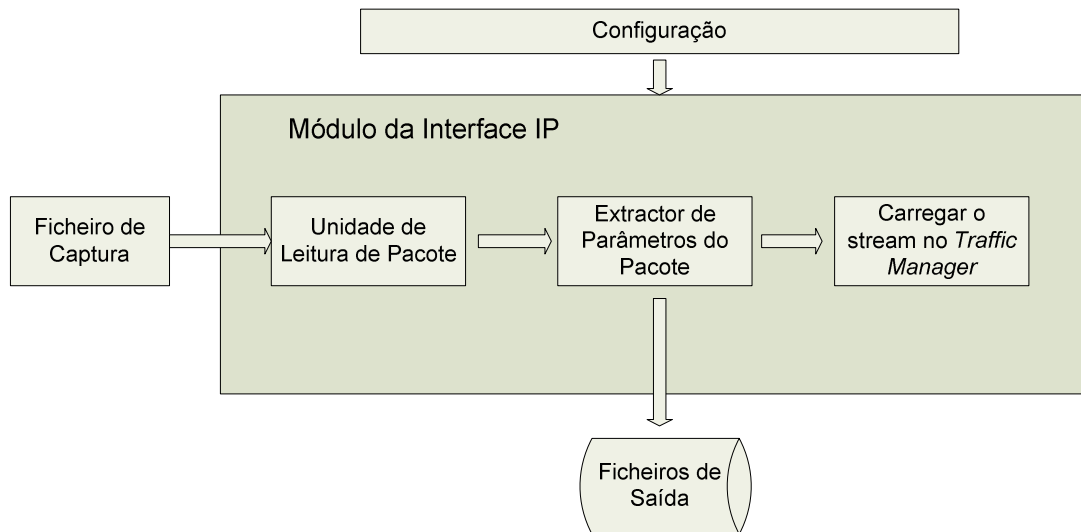 Configuração
Módulo da Interface IP
Ficheiro de
Captura
Unidade de
Leitura de Pacote
Extractor de
Parâmetros do
Pacote
Carregar o
stream no Traffic
Manager
Ficheiros de
Saída